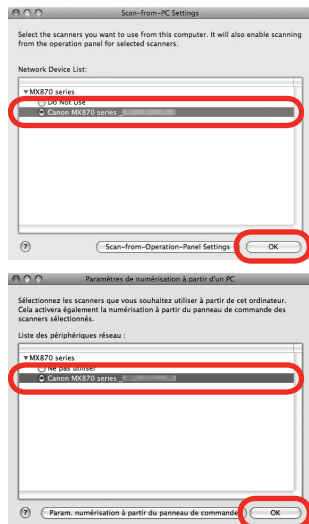 Scan-from-PC Settings
Select the scanners you want to use from this computer. It will also enable scanning
from the operation panel for selected scanners.
Network Device List:
MX870 series
Do Not Use
Canon MX870 series _
? Scan-from-Operation-Panel Settings OK
Paramètres de numérisation à partir d'un PC
Sélectionnez les scanners que vous souhaitez utiliser à partir de cet ordinateur.
Cela activera également la numérisation à partir du panneau de commande des
scanners sélectionnés.
Liste des périphériques réseau :
MX870 series
Ne pas utiliser
Canon MX870 series _
? Param. numérisation à partir du panneau de commande OK